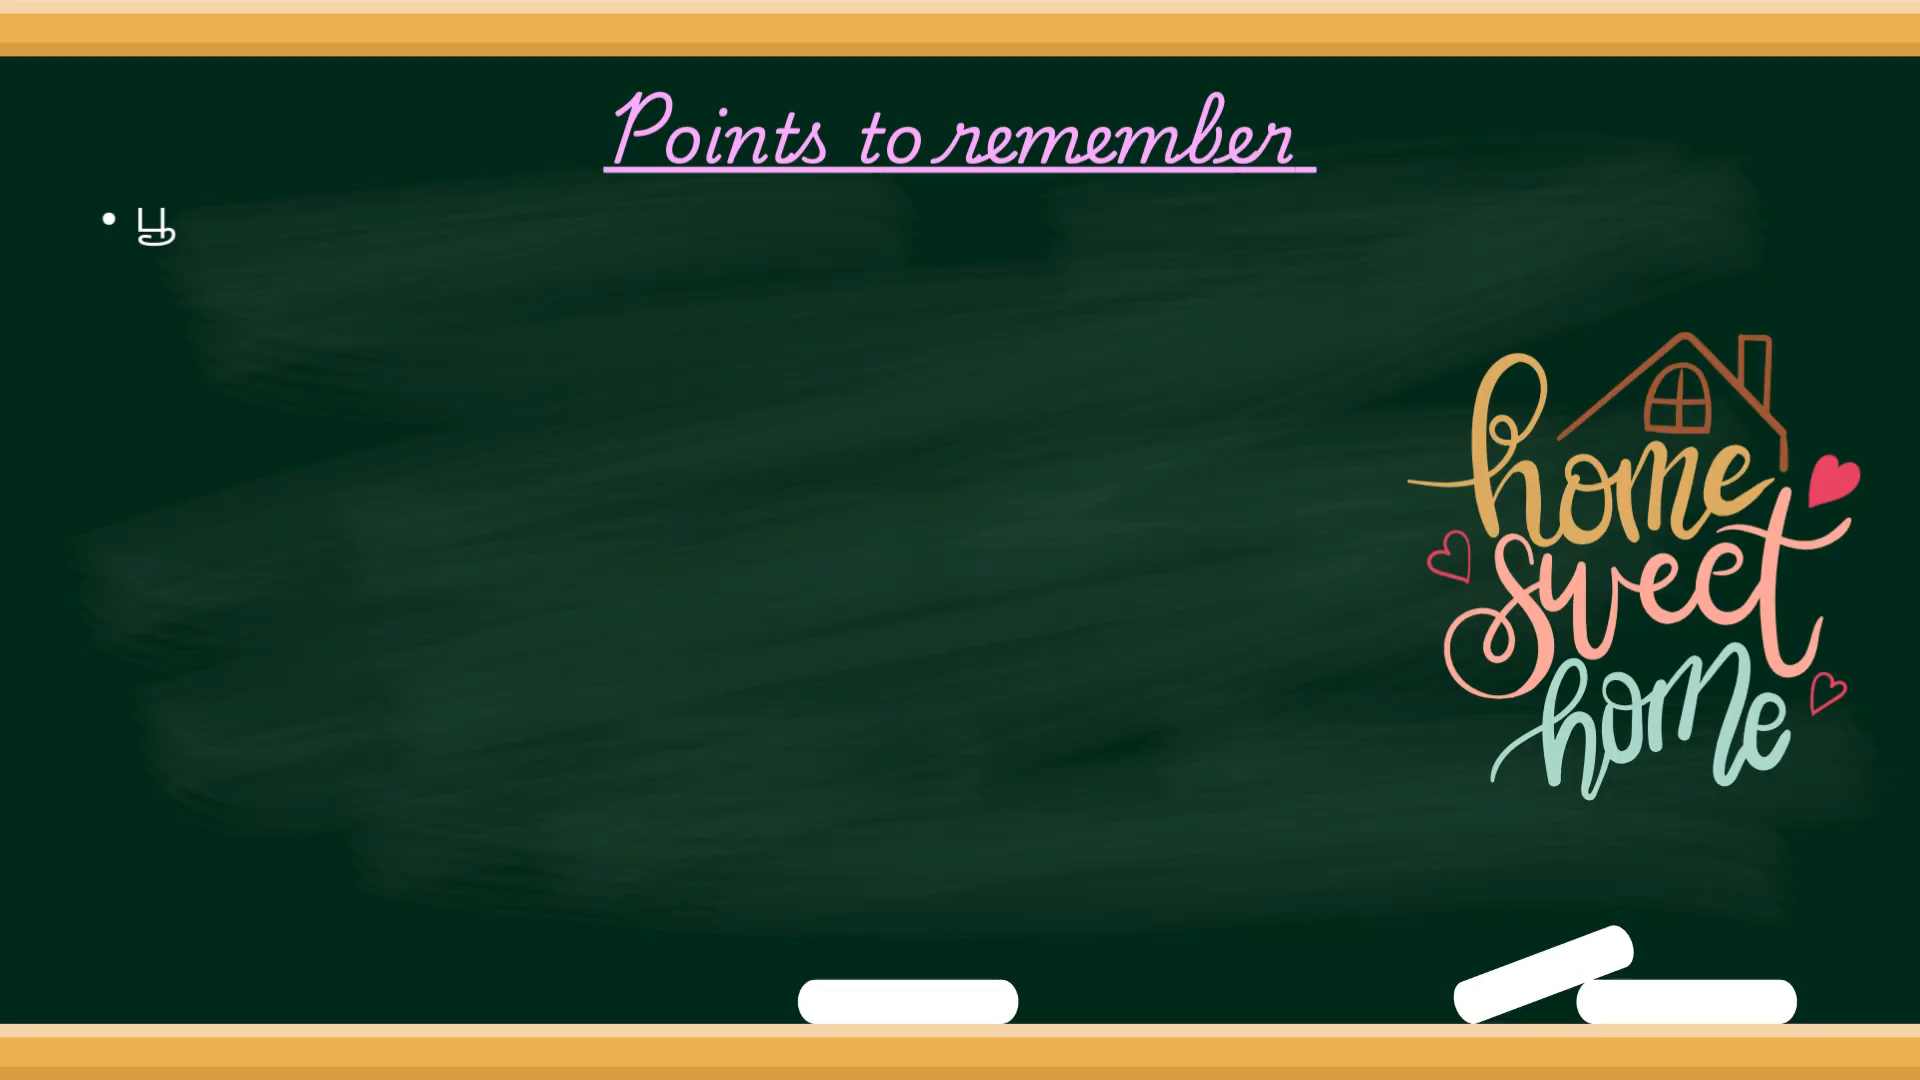 Points to remember
• பூ
home
sweet
home